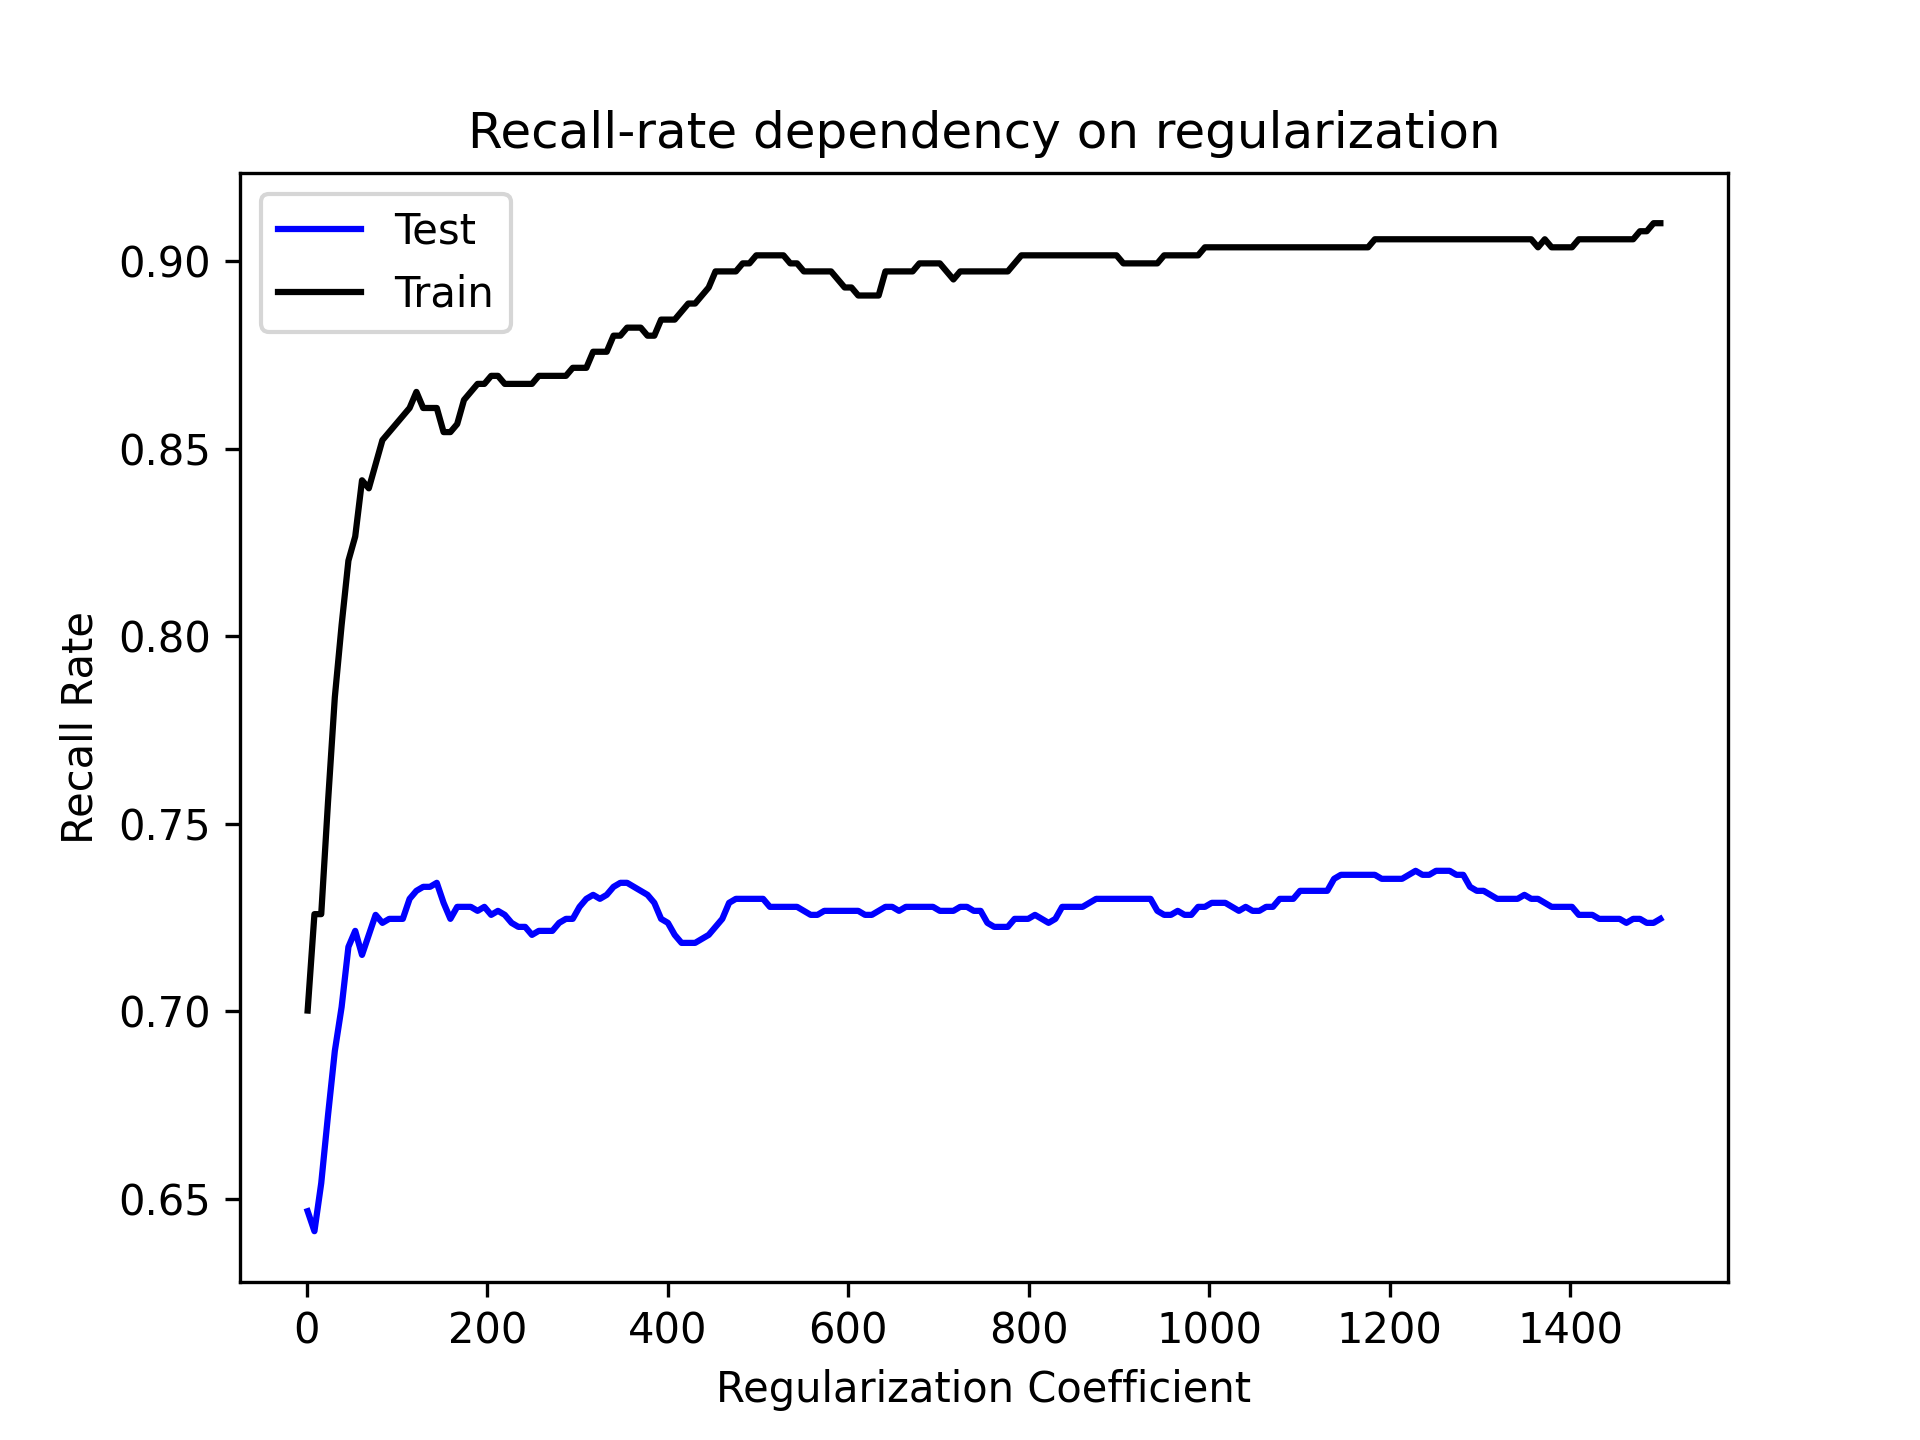 Recall-rate dependency on regularization
Test
Train
0.90
0.85
0.80
0.75
0.70
0.65
Recall Rate
0 200 400 600 800 1000 1200 1400
Regularization Coefficient